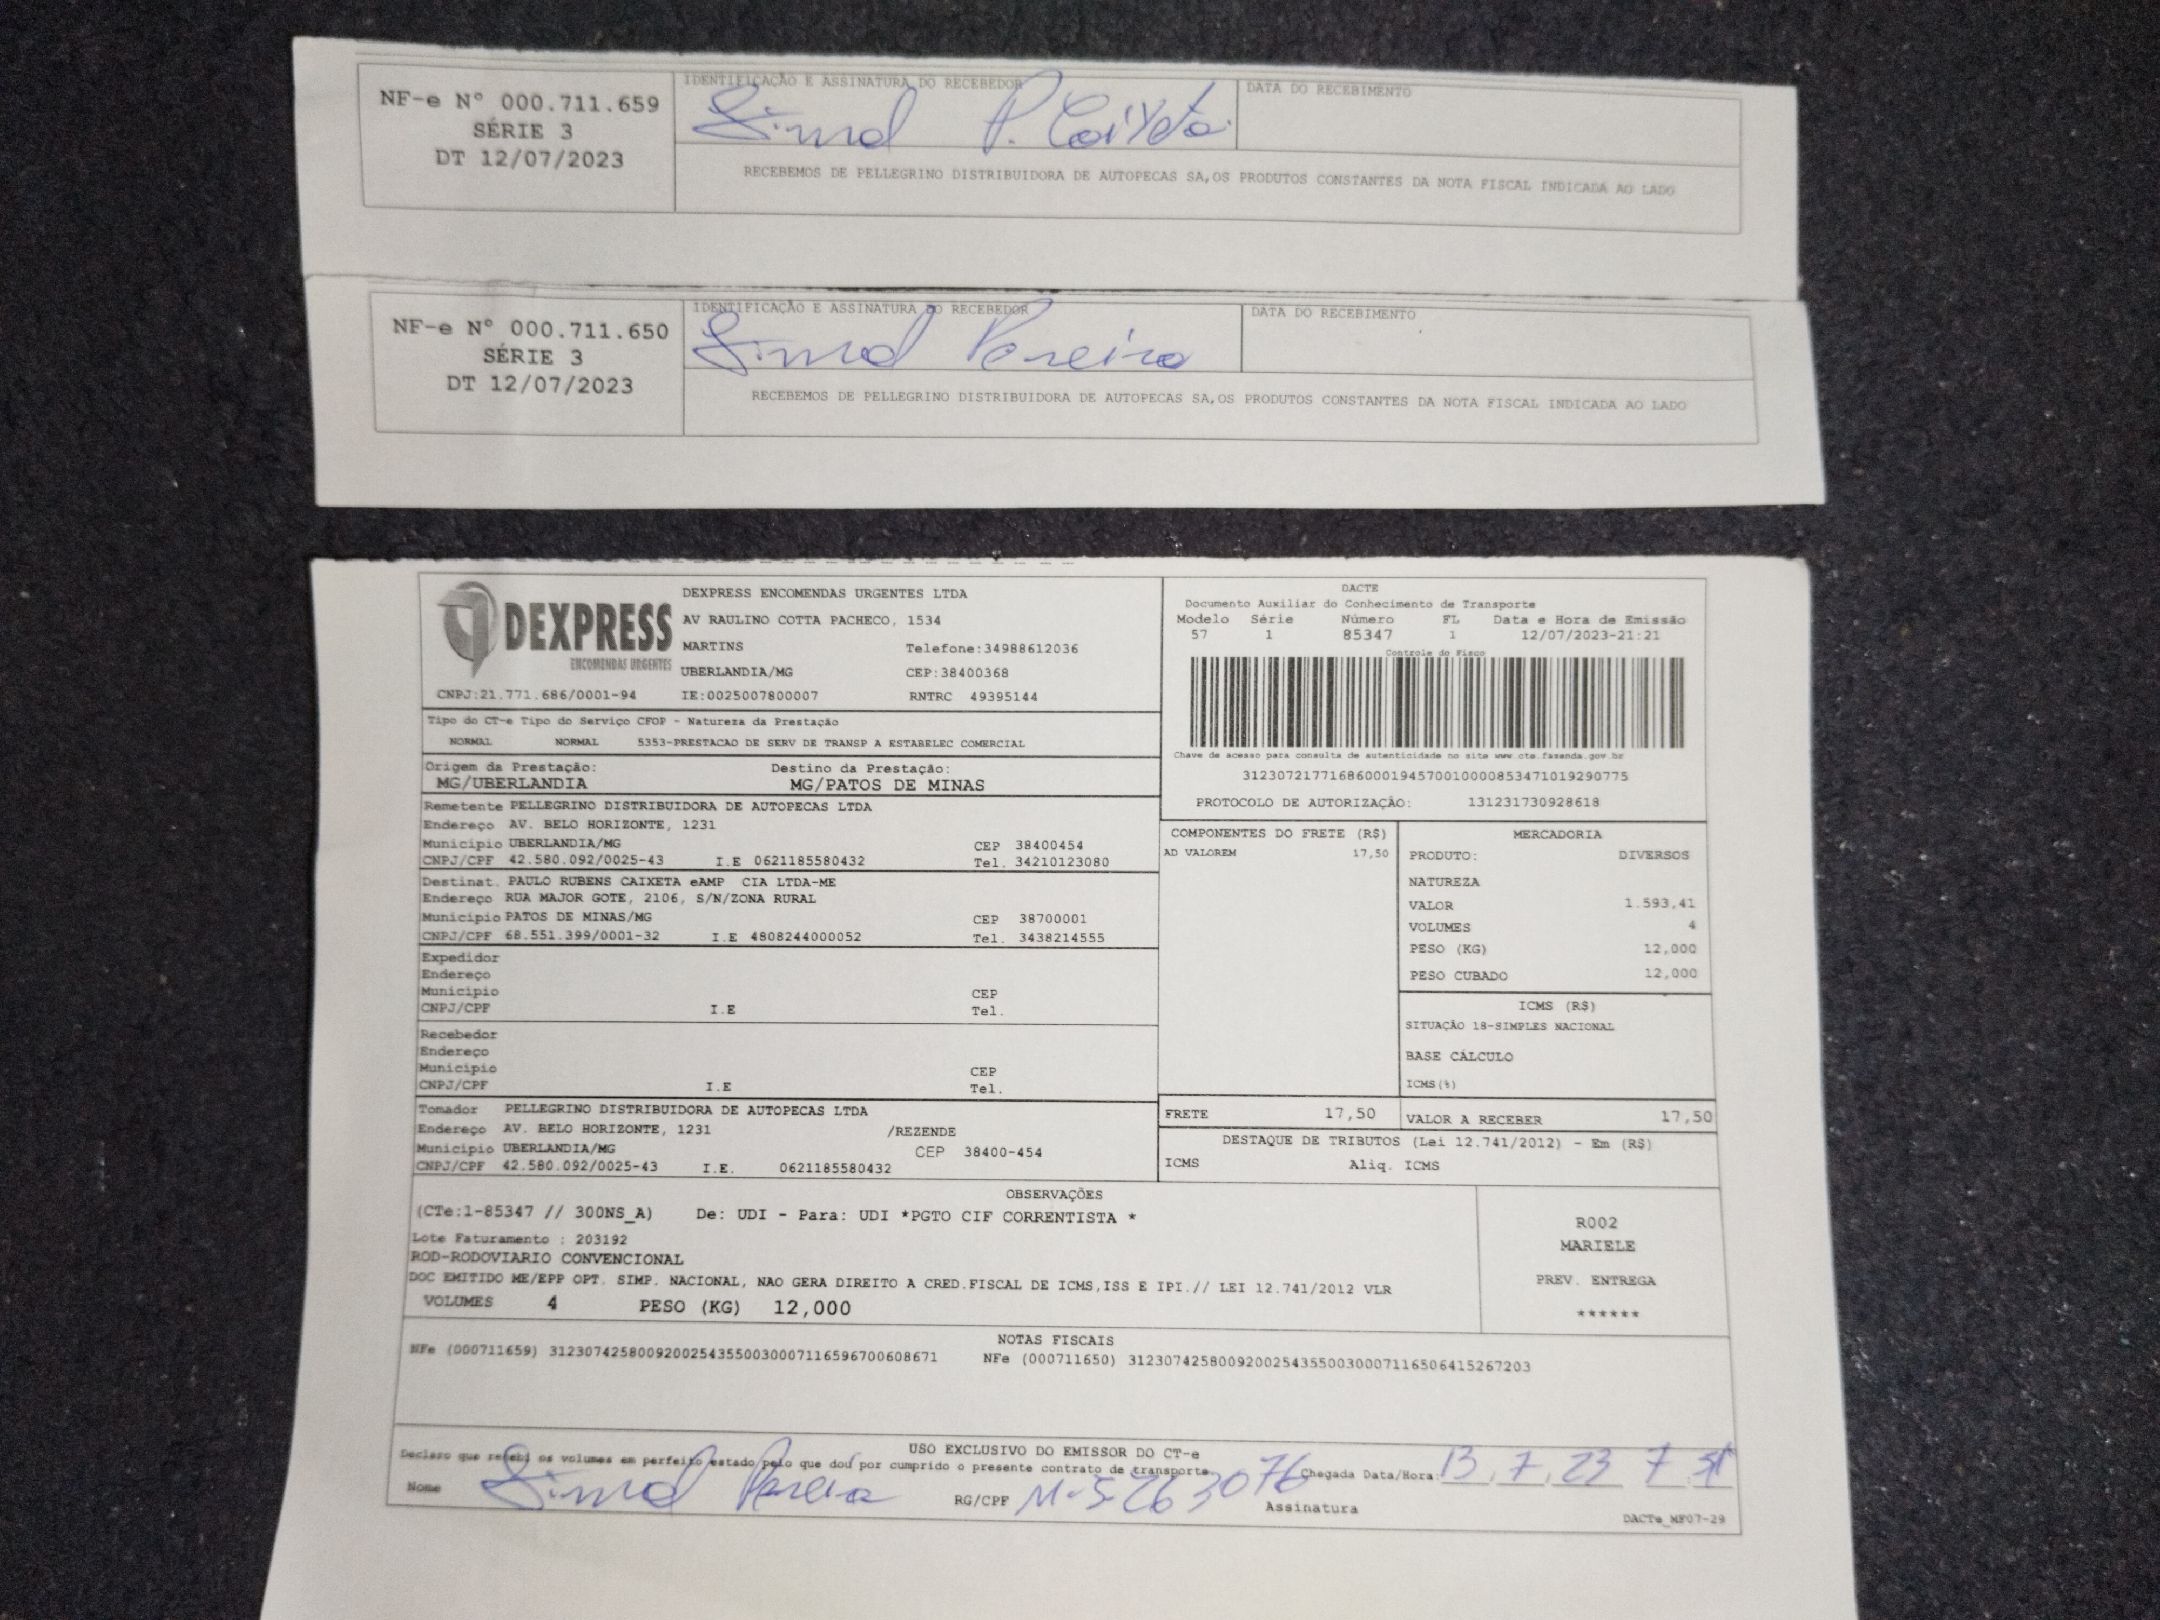 NF-e Nº 000.711.659
SÉRIE 3
DT 12/07/2023
IDENTIFICAÇÃO E ASSINATURA DO RECEBEDOR
P. Caixeta
DATA DO RECEBIMENTO
RECEBEMOS DE PELLEGRINO DISTRIBUIDORA DE AUTOPECAS SA,OS PRODUTOS CONSTANTES DA NOTA FISCAL INDICADA AO LADO
NF-e Nº 000.711.650
SÉRIE 3
DT 12/07/2023
IDENTIFICAÇÃO E ASSINATURA DO RECEBEDOR
Pereira
DATA DO RECEBIMENTO
RECEBEMOS DE PELLEGRINO DISTRIBUIDORA DE AUTOPECAS SA,OS PRODUTOS CONSTANTES DA NOTA FISCAL INDICADA AO LADO
DEXPRESS
ENCOMENDAS URGENTES
DEXPRESS ENCOMENDAS URGENTES LTDA
AV RAULINO COTTA PACHECO, 1534
MARTINS Telefone:34988612036
UBERLANDIA/MG CEP:38400368
CNPJ:21.771.686/0001-94 IE:0025007800007 RNTRC 49395144
DACTE
Documento Auxiliar do Conhecimento de Transporte
Modelo Série Número FL Data e Hora de Emissão
57 1 85347 1 12/07/2023-21:21
Controle do Fisco
Chave de acesso para consulta de autenticidade no site www.cte.fazenda.gov.br
31230721771686000194570010000853471019290775
PROTOCOLO DE AUTORIZAÇÃO: 131231730928618
Tipo do CT-e Tipo do Serviço CFOP - Natureza da Prestação
NORMAL NORMAL 5353-PRESTACAO DE SERV DE TRANSP A ESTABELEC COMERCIAL
Origem da Prestação: Destino da Prestação:
MG/UBERLANDIA MG/PATOS DE MINAS
Remetente PELLEGRINO DISTRIBUIDORA DE AUTOPECAS LTDA
Endereço AV. BELO HORIZONTE, 1231
Municipio UBERLANDIA/MG CEP 38400454
CNPJ/CPF 42.580.092/0025-43 I.E 0621185580432 Tel. 34210123080
Destinat. PAULO RUBENS CAIXETA eAMP CIA LTDA-ME
Endereço RUA MAJOR GOTE, 2106, S/N/ZONA RURAL
Municipio PATOS DE MINAS/MG CEP 38700001
CNPJ/CPF 68.551.399/0001-32 I.E 4808244000052 Tel. 3438214555
Expedidor
Endereço
Municipio CEP
CNPJ/CPF I.E Tel.
Recebedor
Endereço
Municipio CEP
CNPJ/CPF I.E Tel.
Tomador PELLEGRINO DISTRIBUIDORA DE AUTOPECAS LTDA
Endereço AV. BELO HORIZONTE, 1231 /REZENDE
Municipio UBERLANDIA/MG CEP 38400-454
CNPJ/CPF 42.580.092/0025-43 I.E. 0621185580432
COMPONENTES DO FRETE (R$)
AD VALOREM 17,50
MERCADORIA
PRODUTO: DIVERSOS
NATUREZA
VALOR 1.593,41
VOLUMES 4
PESO (KG) 12,000
PESO CUBADO 12,000
ICMS (R$)
SITUAÇÃO 18-SIMPLES NACIONAL
BASE CÁLCULO
ICMS(%)
FRETE 17,50 VALOR A RECEBER 17,50
DESTAQUE DE TRIBUTOS (Lei 12.741/2012) - Em (R$)
ICMS Aliq. ICMS
OBSERVAÇÕES
(CTe:1-85347 // 300NS_A) De: UDI - Para: UDI *PGTO CIF CORRENTISTA *
Lote Faturamento : 203192
ROD-RODOVIARIO CONVENCIONAL
DOC EMITIDO ME/EPP OPT. SIMP. NACIONAL, NAO GERA DIREITO A CRED.FISCAL DE ICMS,ISS E IPI.// LEI 12.741/2012 VLR
VOLUMES 4 PESO (KG) 12,000
R002
MARIELE
PREV. ENTREGA
******
NOTAS FISCAIS
NFe (000711659) 31230742580092002543550030007116596700608671 NFe (000711650) 31230742580092002543550030007116506415267203
USO EXCLUSIVO DO EMISSOR DO CT-e
Declaro que recebi os volumes em perfeito estado pelo que dou por cumprido o presente contrato de transporte. Chegada Data/Hora: 13 7 23 7
Nome Pereira RG/CPF M-5263076 Assinatura
DACTe_MF07-29